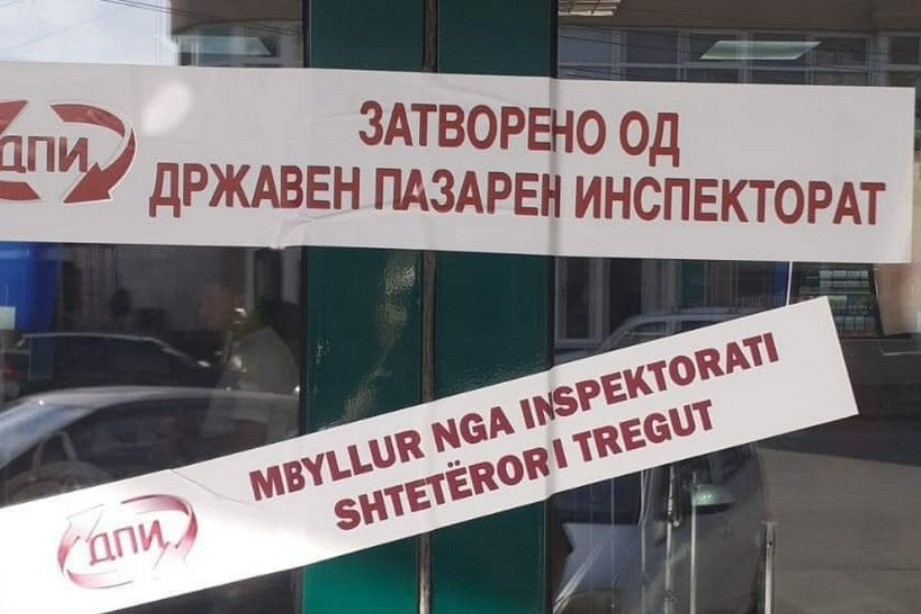 ДПИ
ЗАТВОРЕНО ОД
ДРЖАВЕН ПАЗАРЕН ИНСПЕКТОРАТ
MBYLLUR NGA INSPEKTORATI
SHTETËROR I TREGUT
ДПИ